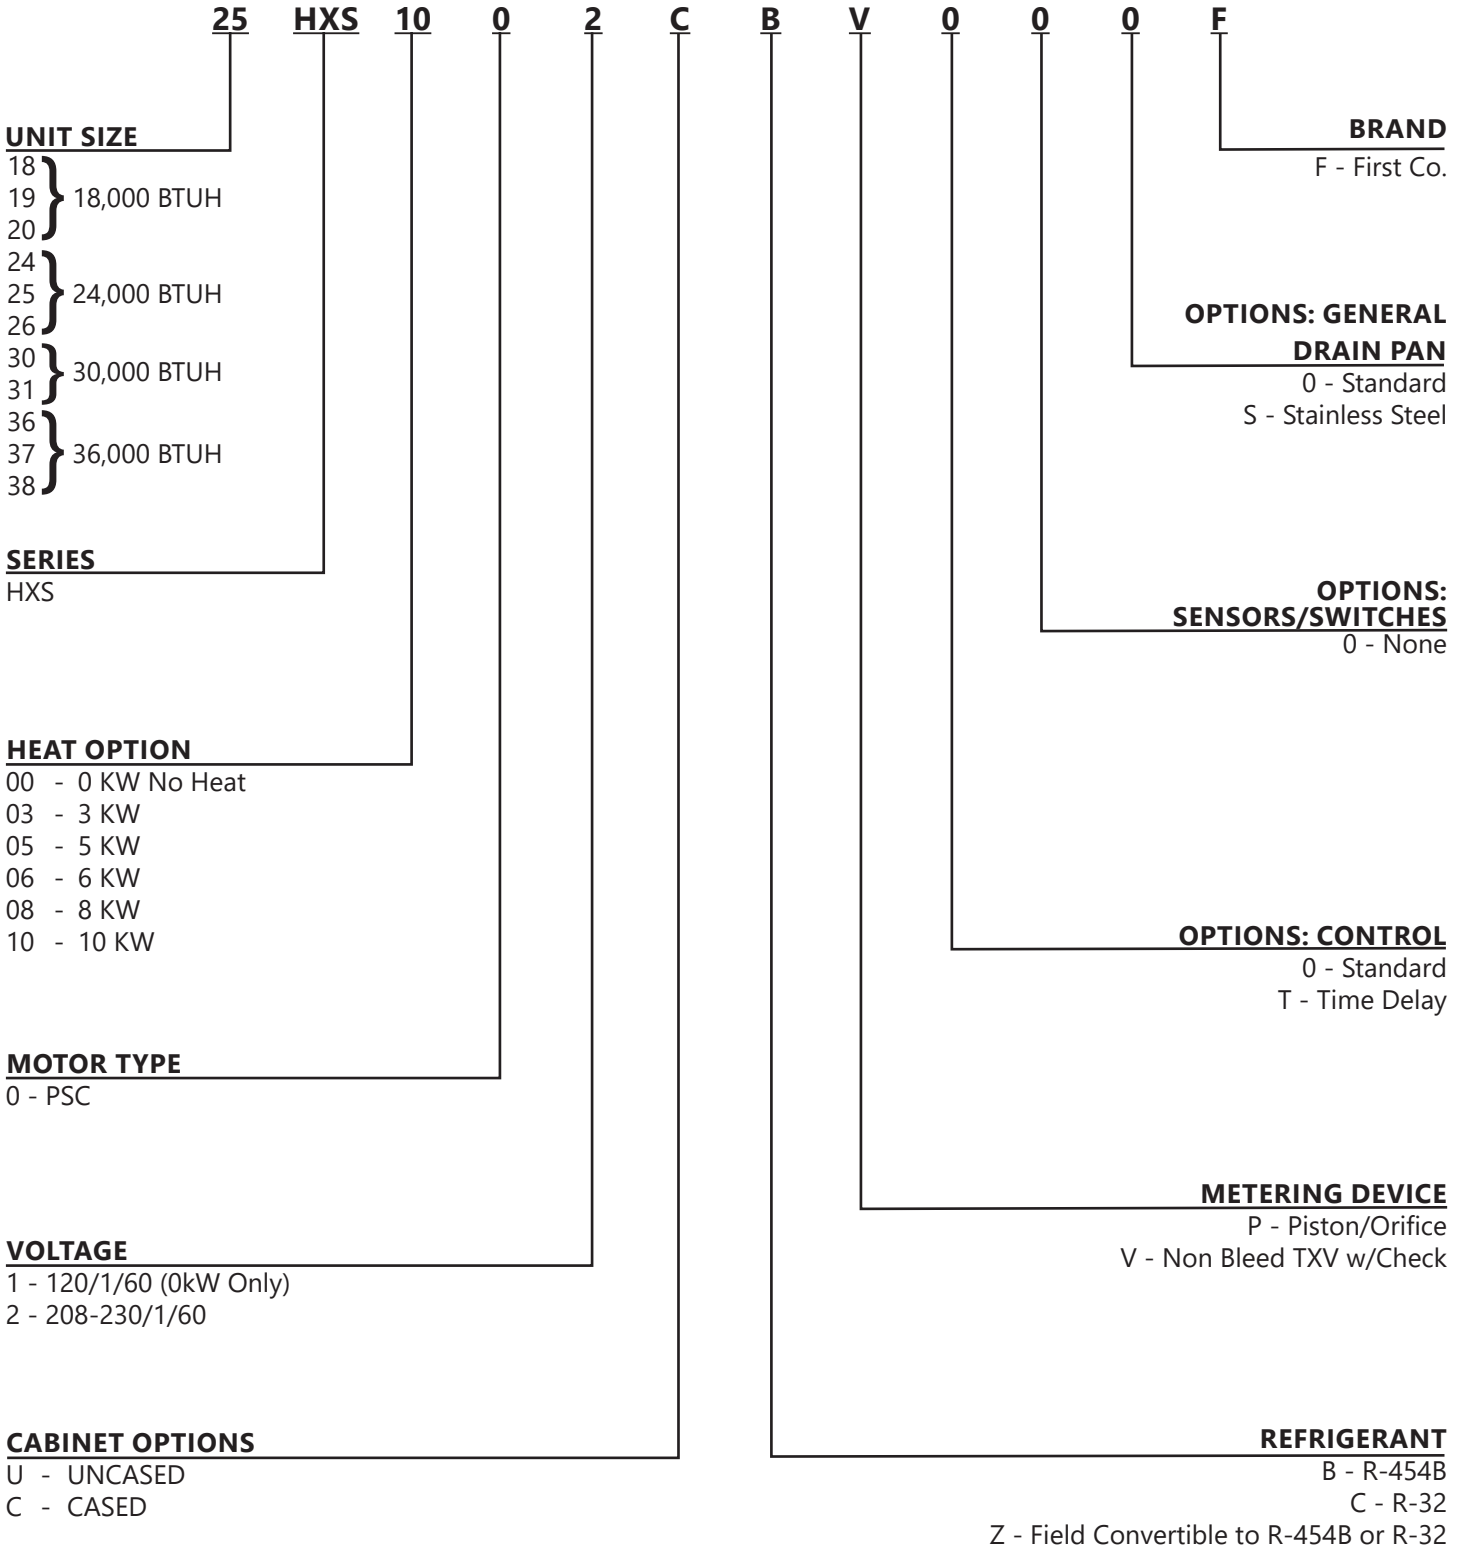 25 HXS 10 0 2 C B V 0 0 0 F
UNIT SIZE
18
19
20
18,000 BTUH
24
25
26
24,000 BTUH
30
31
30,000 BTUH
36
37
38
36,000 BTUH
SERIES
HXS
HEAT OPTION
00 - 0 KW No Heat
03 - 3 KW
05 - 5 KW
06 - 6 KW
08 - 8 KW
10 - 10 KW
MOTOR TYPE
0 - PSC
VOLTAGE
1 - 120/1/60 (0kW Only)
2 - 208-230/1/60
CABINET OPTIONS
U - UNCASED
C - CASED
BRAND
F - First Co.
OPTIONS: GENERAL
DRAIN PAN
0 - Standard
S - Stainless Steel
OPTIONS:
SENSORS/SWITCHES
0 - None
OPTIONS: CONTROL
0 - Standard
T - Time Delay
METERING DEVICE
P - Piston/Orifice
V - Non Bleed TXV w/Check
REFRIGERANT
B - R-454B
C - R-32
Z - Field Convertible to R-454B or R-32